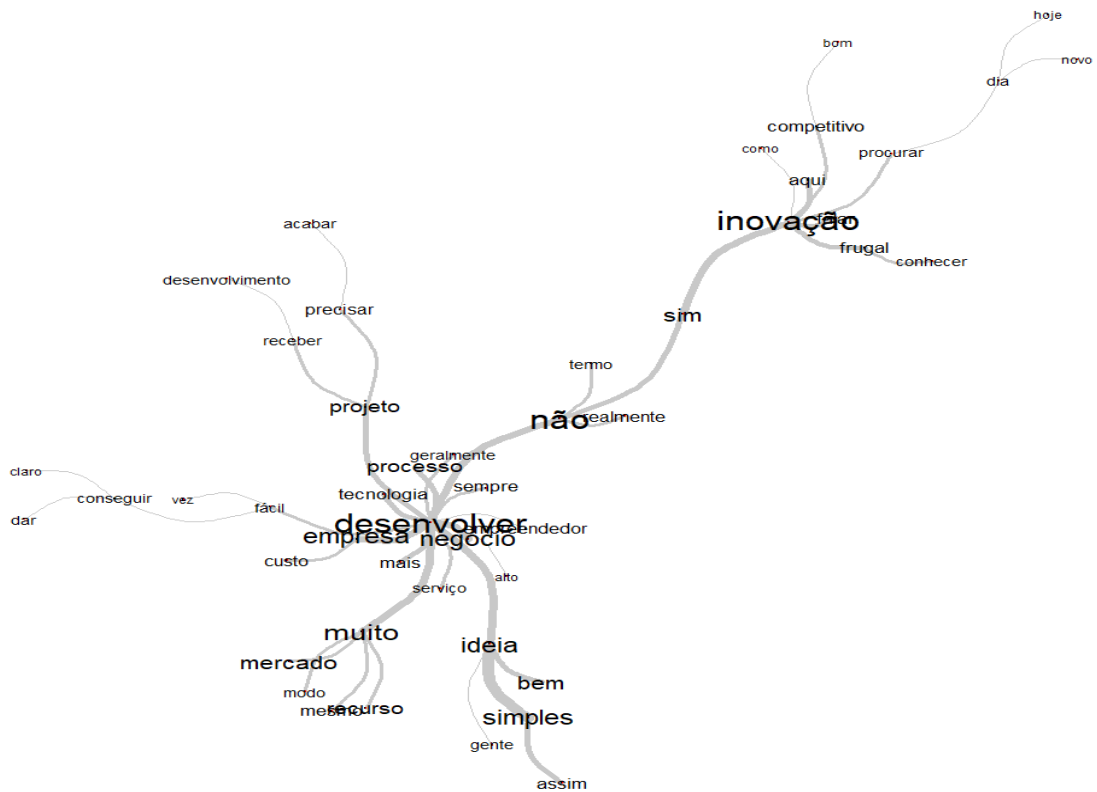 hoje
bom
novo
dia
competitivo
como
procurar
aqui
inovação
falar
acabar
frugal
conhecer
desenvolvimento
precisar
sim
receber
termo
projeto
não
realmente
geralmente
processo
claro
sempre
tecnologia
conseguir
vez
fácil
dar
desenvolver
empreendedor
empresa
negócio
custo
mais
alto
serviço
muito
ideia
mercado
bem
modo
mesmo
recurso
simples
gente
assim